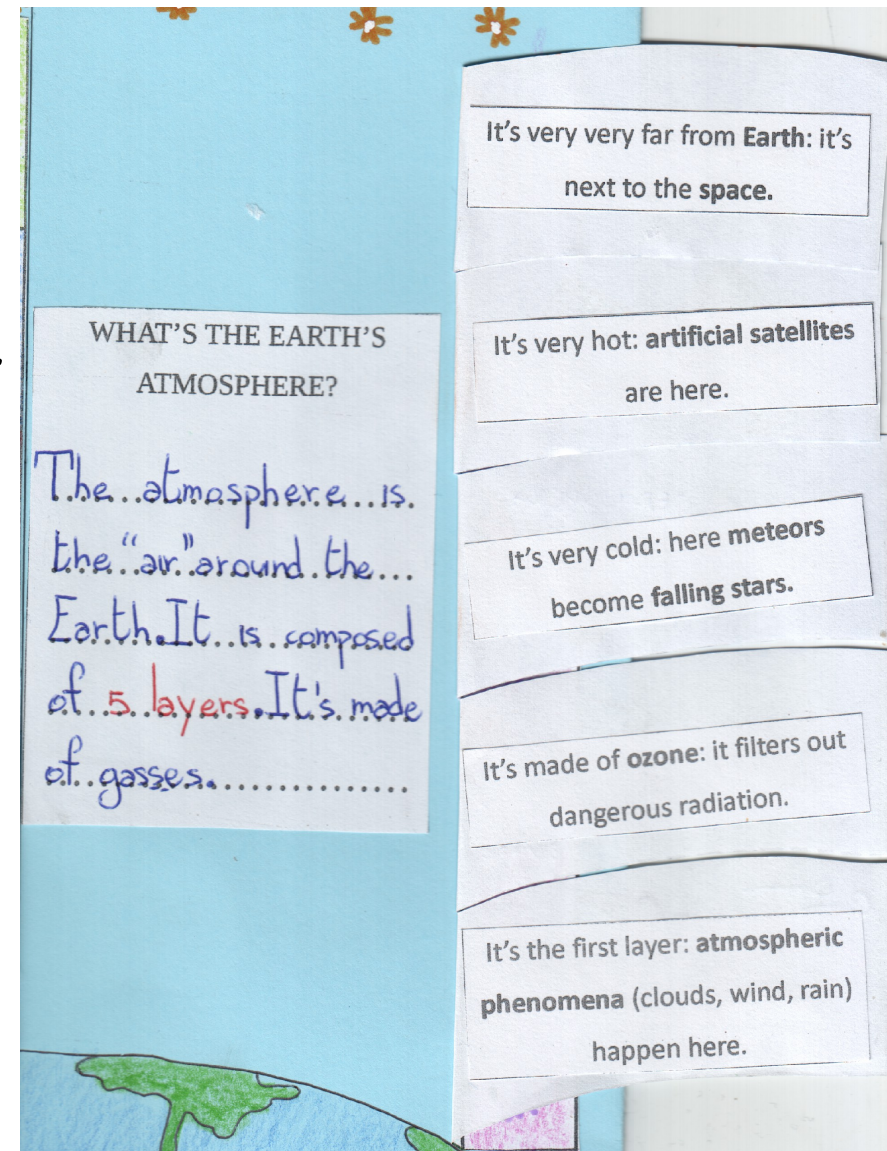 WHAT'S THE EARTH'S
ATMOSPHERE?
The atmosphere is
the "air" around the
Earth. It is composed
of 5 layers. It's made
of gasses.
It's very very far from Earth: it's
next to the space.
It's very hot: artificial satellites
are here.
It's very cold: here meteors
become falling stars.
It's made of ozone: it filters out
dangerous radiation.
It's the first layer: atmospheric
phenomena (clouds, wind, rain)
happen here.